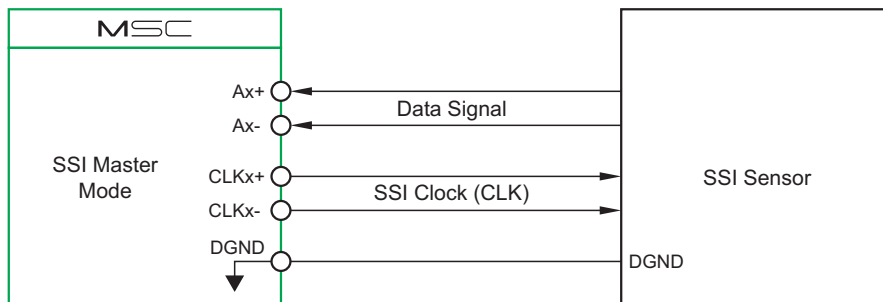 MSC
Ax+
Data Signal
Ax-
SSI Master
Mode
CLKx+
SSI Clock (CLK)
CLKx-
SSI Sensor
DGND
DGND